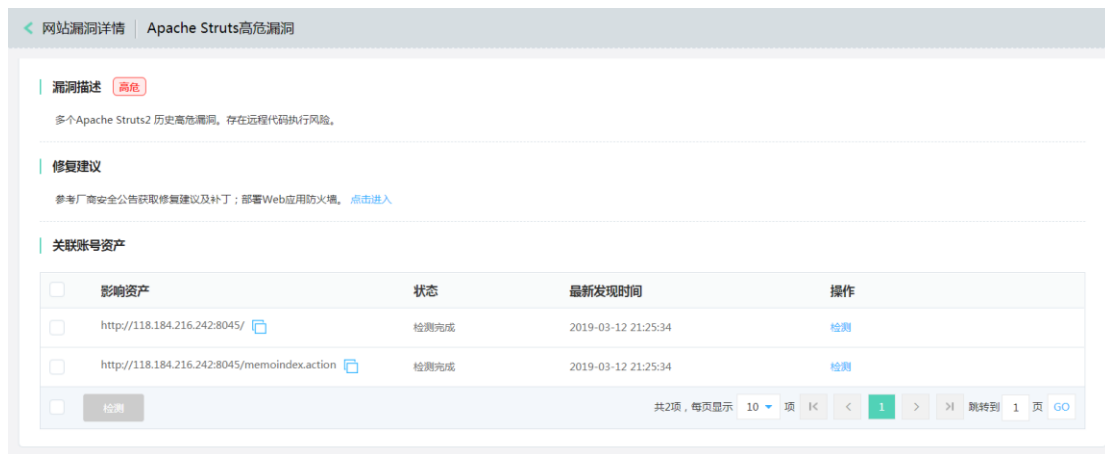 网站漏洞详情 Apache Struts高危漏洞
漏洞描述 高危
多个Apache Struts2 历史高危漏洞。存在远程代码执行风险。
修复建议
参考厂商安全公告获取修复建议及补丁；部署Web应用防火墙。 点击进入
关联账号资产
影响资产 状态 最新发现时间 操作
http://118.184.216.242:8045/ 检测完成 2019-03-12 21:25:34 检测
http://118.184.216.242:8045/memoindex.action 检测完成 2019-03-12 21:25:34 检测
检测 共2项，每页显示 10 项 1 跳转到 1 页 GO